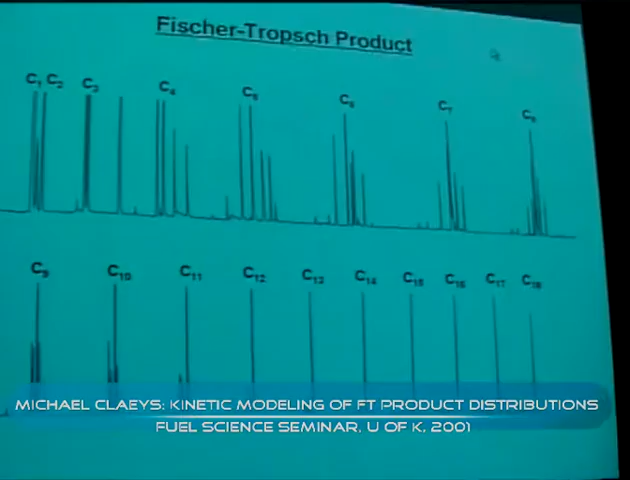 Fischer-Tropsch Product
C₁ C₂ C₃ C₄ C₅ C₆ C₇ C₈
C₉ C₁₀ C₁₁ C₁₂ C₁₃ C₁₄ C₁₅ C₁₆ C₁₇ C₁₈
MICHAEL CLAEYS: KINETIC MODELING OF FT PRODUCT DISTRIBUTIONS
FUEL SCIENCE SEMINAR, U OF K, 2001